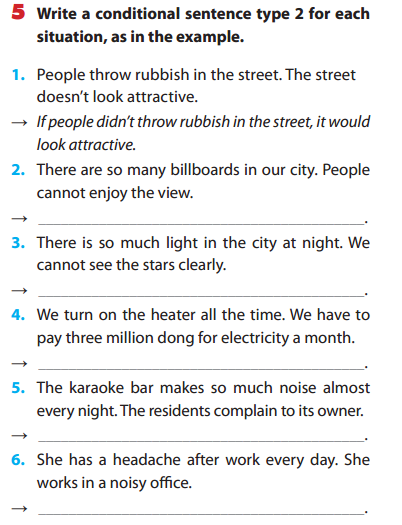 5 Write a conditional sentence type 2 for each
situation, as in the example.
1. People throw rubbish in the street. The street
doesn't look attractive.
→ If people didn't throw rubbish in the street, it would
look attractive.
2. There are so many billboards in our city. People
cannot enjoy the view.
→ ______________________________.
3. There is so much light in the city at night. We
cannot see the stars clearly.
→ ______________________________.
4. We turn on the heater all the time. We have to
pay three million dong for electricity a month.
→ ______________________________.
5. The karaoke bar makes so much noise almost
every night. The residents complain to its owner.
→ ______________________________.
6. She has a headache after work every day. She
works in a noisy office.
→ ______________________________.